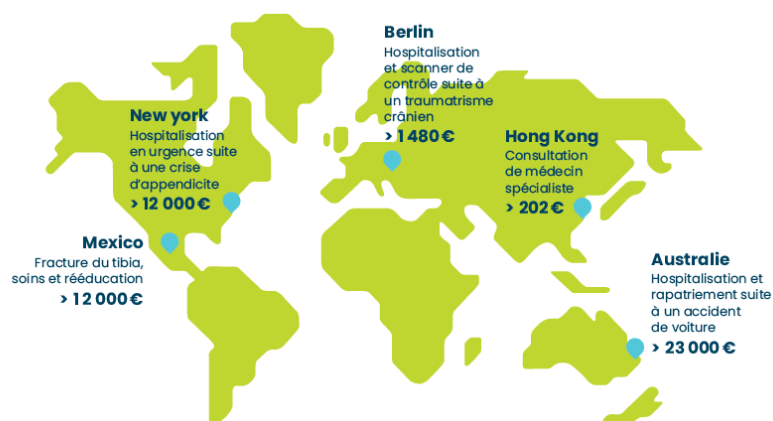 Berlin
Hospitalisation
et scanner de
contrôle suite à
un traumatrisme
crânien
> 1 480 €
New york
Hospitalisation
en urgence suite
à une crise
d’appendicite
> 12 000 €
Hong Kong
Consultation
de médecin
spécialiste
> 202 €
Mexico
Fracture du tibia,
soins et rééducation
> 12 000 €
Australie
Hospitalisation et
rapatriement suite
à un accident
de voiture
> 23 000 €